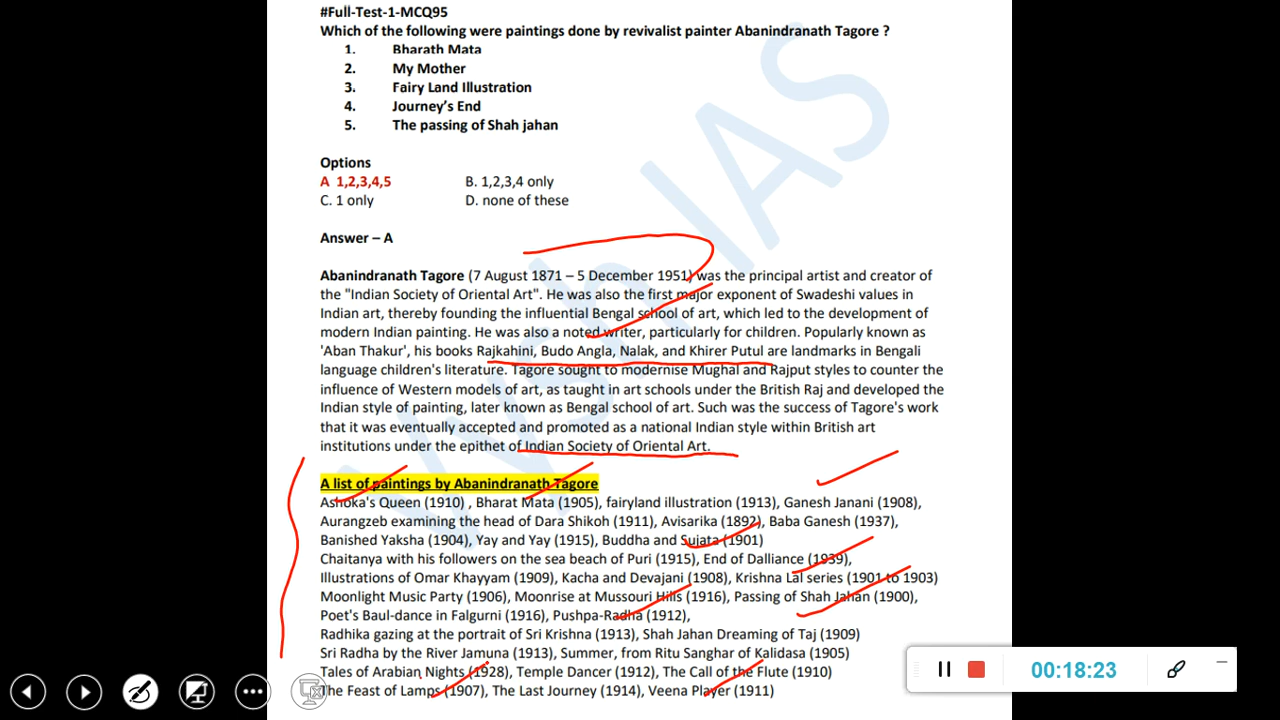 #Full-Test-1-MCQ95
Which of the following were paintings done by revivalist painter Abanindranath Tagore ?
1. Bharath Mata
2. My Mother
3. Fairy Land Illustration
4. Journey's End
5. The passing of Shah jahan
Options
A 1,2,3,4,5 B. 1,2,3,4 only
C. 1 only D. none of these
Answer – A
Abanindranath Tagore (7 August 1871 – 5 December 1951) was the principal artist and creator of
the "Indian Society of Oriental Art". He was also the first major exponent of Swadeshi values in
Indian art, thereby founding the influential Bengal school of art, which led to the development of
modern Indian painting. He was also a noted writer, particularly for children. Popularly known as
'Aban Thakur', his books Rajkahini, Budo Angla, Nalak, and Khirer Putul are landmarks in Bengali
language children's literature. Tagore sought to modernise Mughal and Rajput styles to counter the
influence of Western models of art, as taught in art schools under the British Raj and developed the
Indian style of painting, later known as Bengal school of art. Such was the success of Tagore's work
that it was eventually accepted and promoted as a national Indian style within British art
institutions under the epithet of Indian Society of Oriental Art.
A list of paintings by Abanindranath Tagore
Ashoka's Queen (1910) , Bharat Mata (1905), fairyland illustration (1913), Ganesh Janani (1908),
Aurangzeb examining the head of Dara Shikoh (1911), Avisarika (1892), Baba Ganesh (1937),
Banished Yaksha (1904), Yay and Yay (1915), Buddha and Sujata (1901)
Chaitanya with his followers on the sea beach of Puri (1915), End of Dalliance (1939),
Illustrations of Omar Khayyam (1909), Kacha and Devajani (1908), Krishna Lal series (1901 to 1903)
Moonlight Music Party (1906), Moonrise at Mussouri Hills (1916), Passing of Shah Jahan (1900),
Poet's Baul-dance in Falgurni (1916), Pushpa-Radha (1912),
Radhika gazing at the portrait of Sri Krishna (1913), Shah Jahan Dreaming of Taj (1909)
Sri Radha by the River Jamuna (1913), Summer, from Ritu Sanghar of Kalidasa (1905)
Tales of Arabian Nights (1928), Temple Dancer (1912), The Call of the Flute (1910)
The Feast of Lamps (1907), The Last Journey (1914), Veena Player (1911)
00:18:23